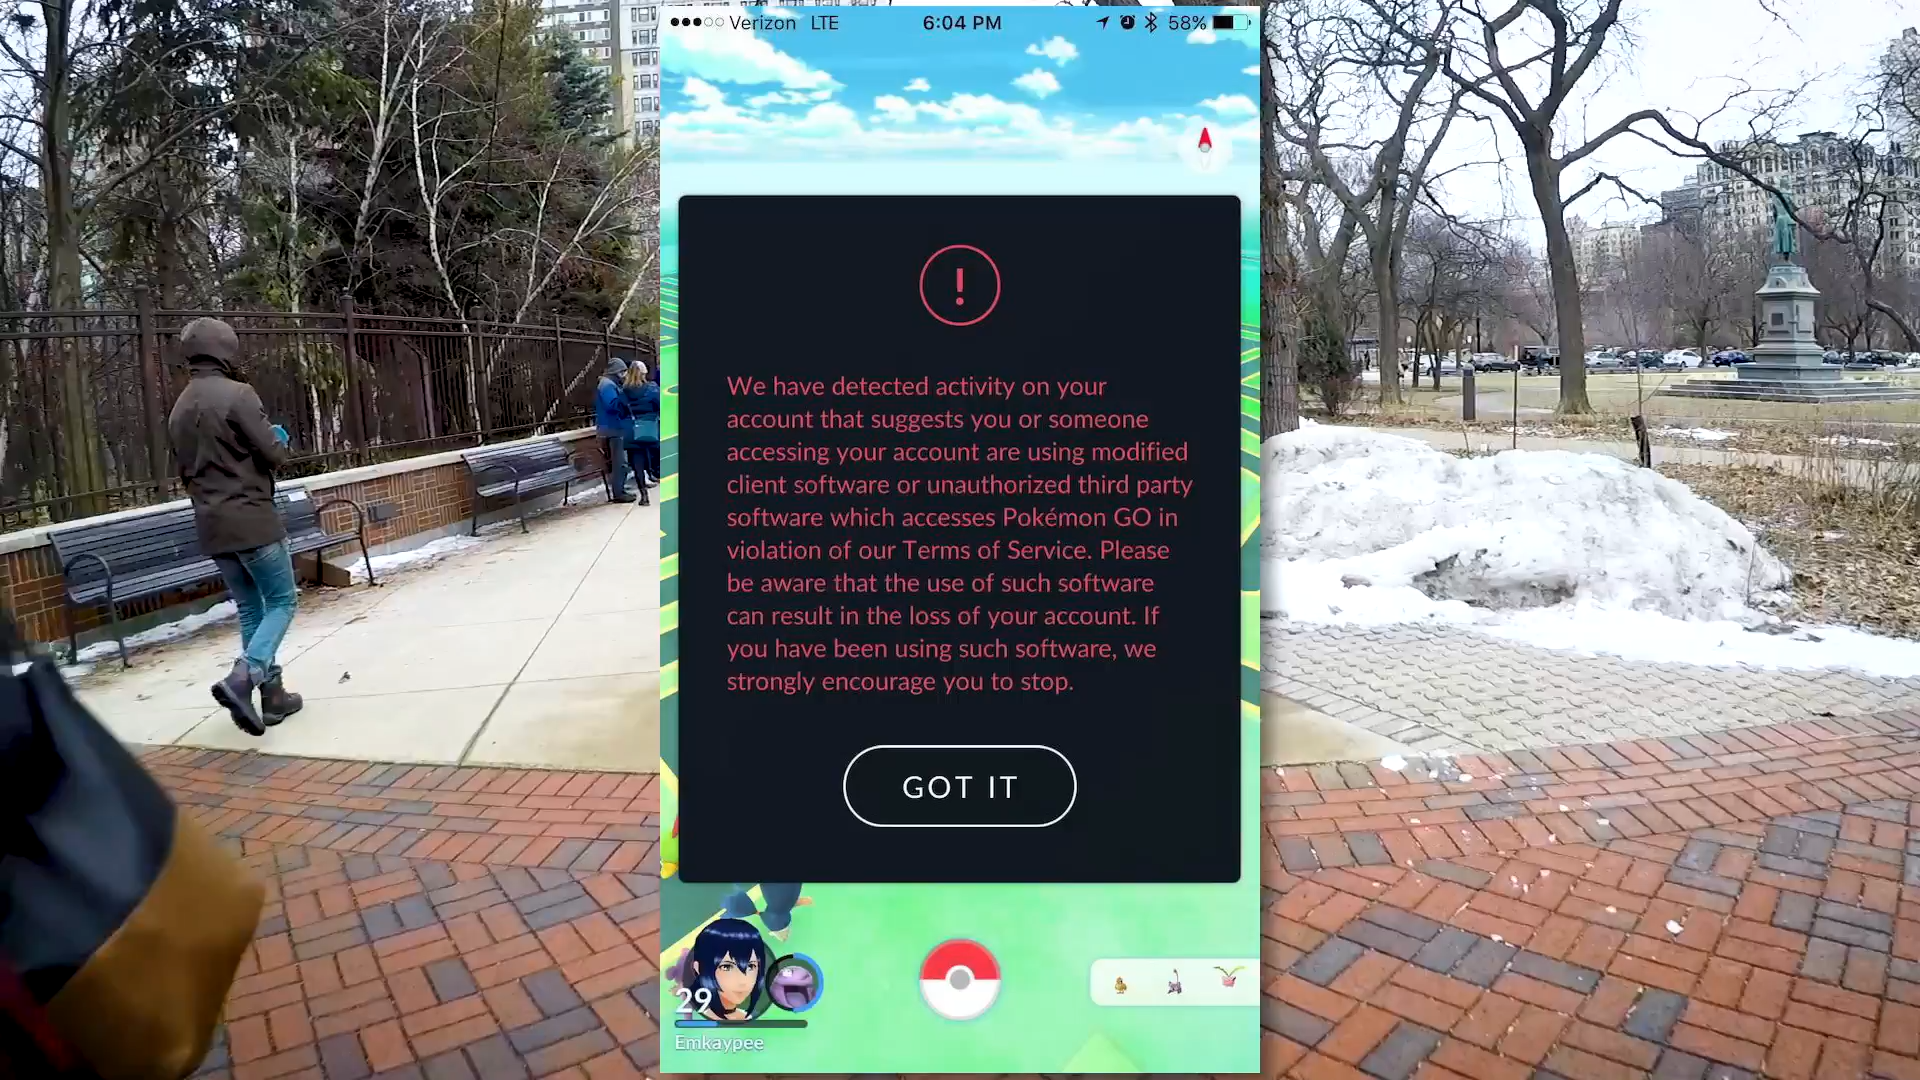 Verizon LTE 6:04 PM 58%
We have detected activity on your
account that suggests you or someone
accessing your account are using modified
client software or unauthorized third party
software which accesses Pokémon GO in
violation of our Terms of Service. Please
be aware that the use of such software
can result in the loss of your account. If
you have been using such software, we
strongly encourage you to stop.
GOT IT
29
Emkaypee